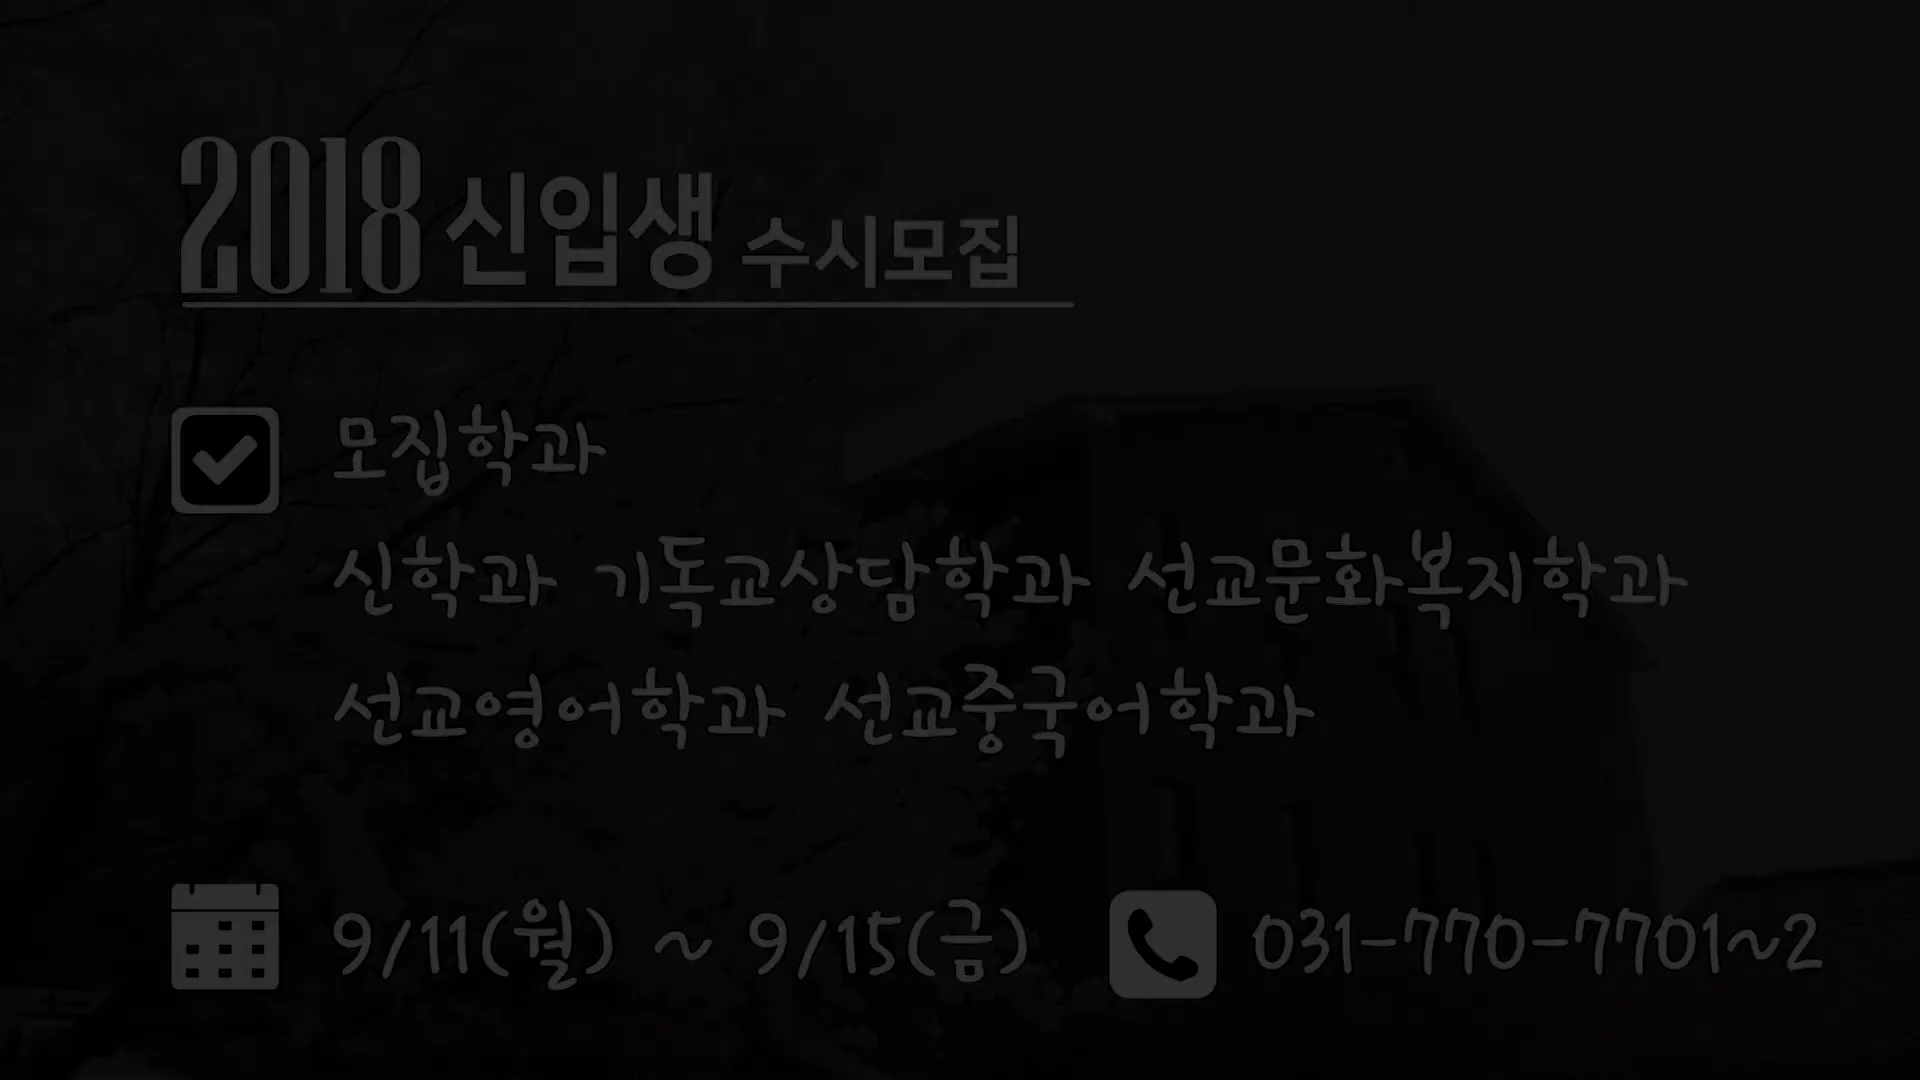 2018 신입생 수시모집
모집학과
신학과 기독교상담학과 선교문화복지학과
선교영어학과 선교중국어학과
9/11(월) ~ 9/15(금) 031-770-7701~2